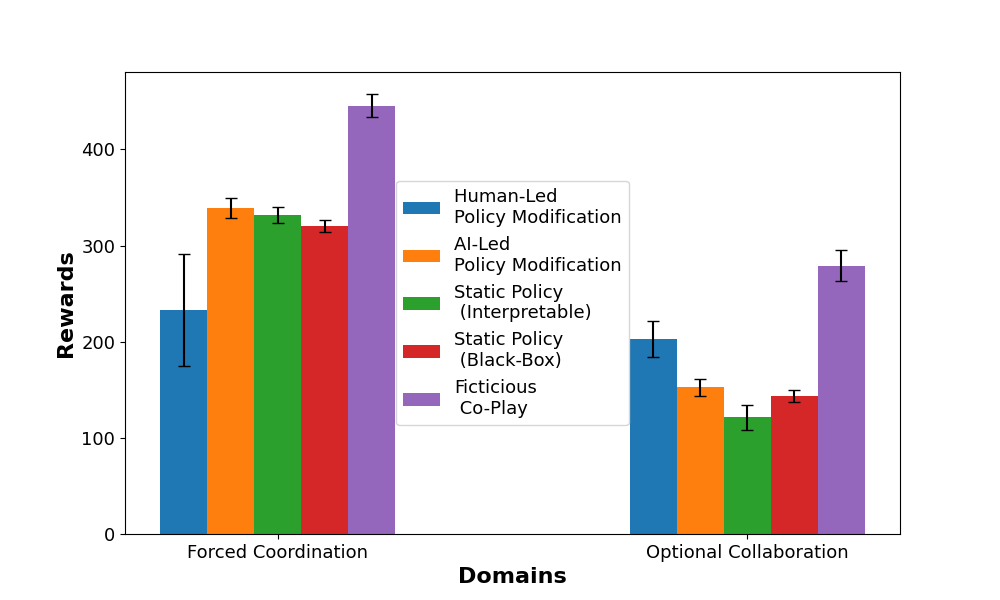 400
300
200
100
0
Rewards
Human-Led
Policy Modification
AI-Led
Policy Modification
Static Policy
(Interpretable)
Static Policy
(Black-Box)
Ficticious
Co-Play
Forced Coordination
Optional Collaboration
Domains